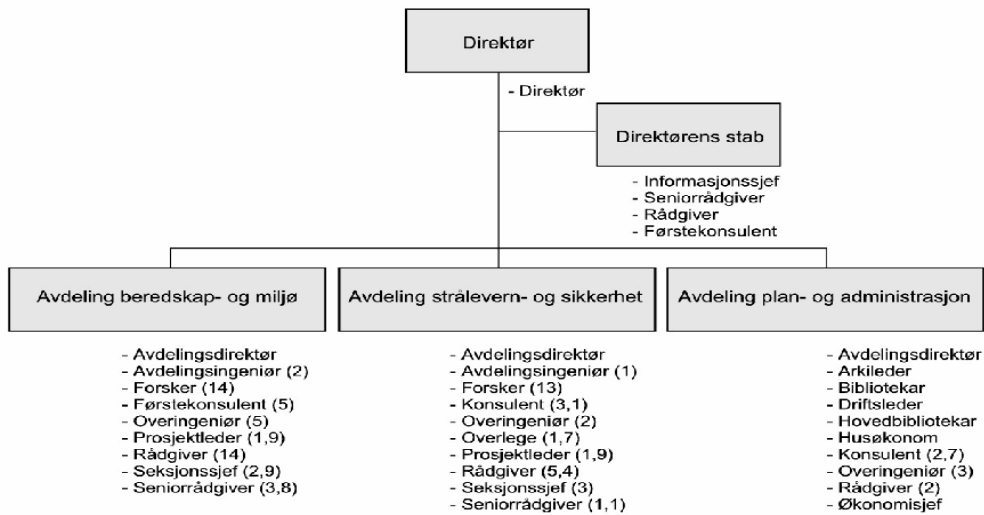 Direktør
- Direktør
Direktørens stab
- Informasjonssjef
- Seniorrådgiver
- Rådgiver
- Førstekonsulent
Avdeling beredskap- og miljø
- Avdelingsdirektør
- Avdelingsingeniør (2)
- Forsker (14)
- Førstekonsulent (5)
- Overingeniør (5)
- Prosjektleder (1,9)
- Rådgiver (14)
- Seksjonssjef (2,9)
- Seniorrådgiver (3,8)
Avdeling strålevern- og sikkerhet
- Avdelingsdirektør
- Avdelingsingeniør (1)
- Forsker (13)
- Konsulent (3,1)
- Overingeniør (2)
- Overlege (1,7)
- Prosjektleder (1,9)
- Rådgiver (5,4)
- Seksjonssjef (3)
- Seniorrådgiver (1,1)
Avdeling plan- og administrasjon
- Avdelingsdirektør
- Arkileder
- Bibliotekar
- Driftsleder
- Hovedbibliotekar
- Husøkonom
- Konsulent (2,7)
- Overingeniør (3)
- Rådgiver (2)
- Økonomisjef